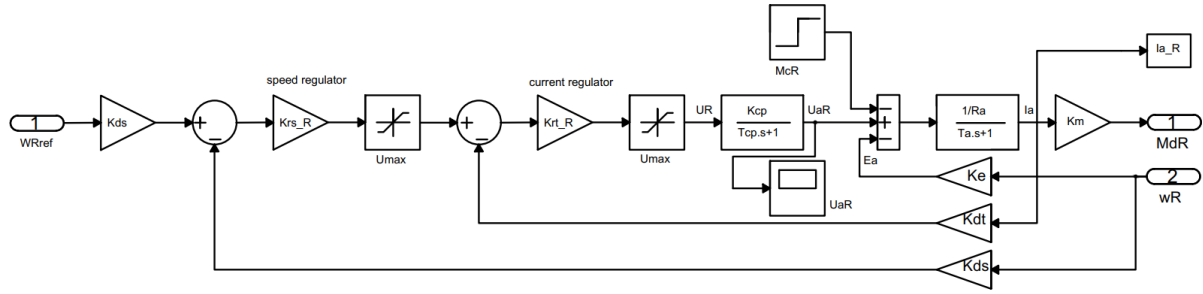 Ia_R
McR
speed regulator
current regulator
1
WRref
Kds
+
−
Krs_R
Umax
+
−
Krt_R
Umax
UR
Kcp
Tcp.s+1
UaR
−
+
−
Ea
1/Ra
Ta.s+1
Ia
Km
1
MdR
Ke
2
wR
UaR
Kdt
Kds